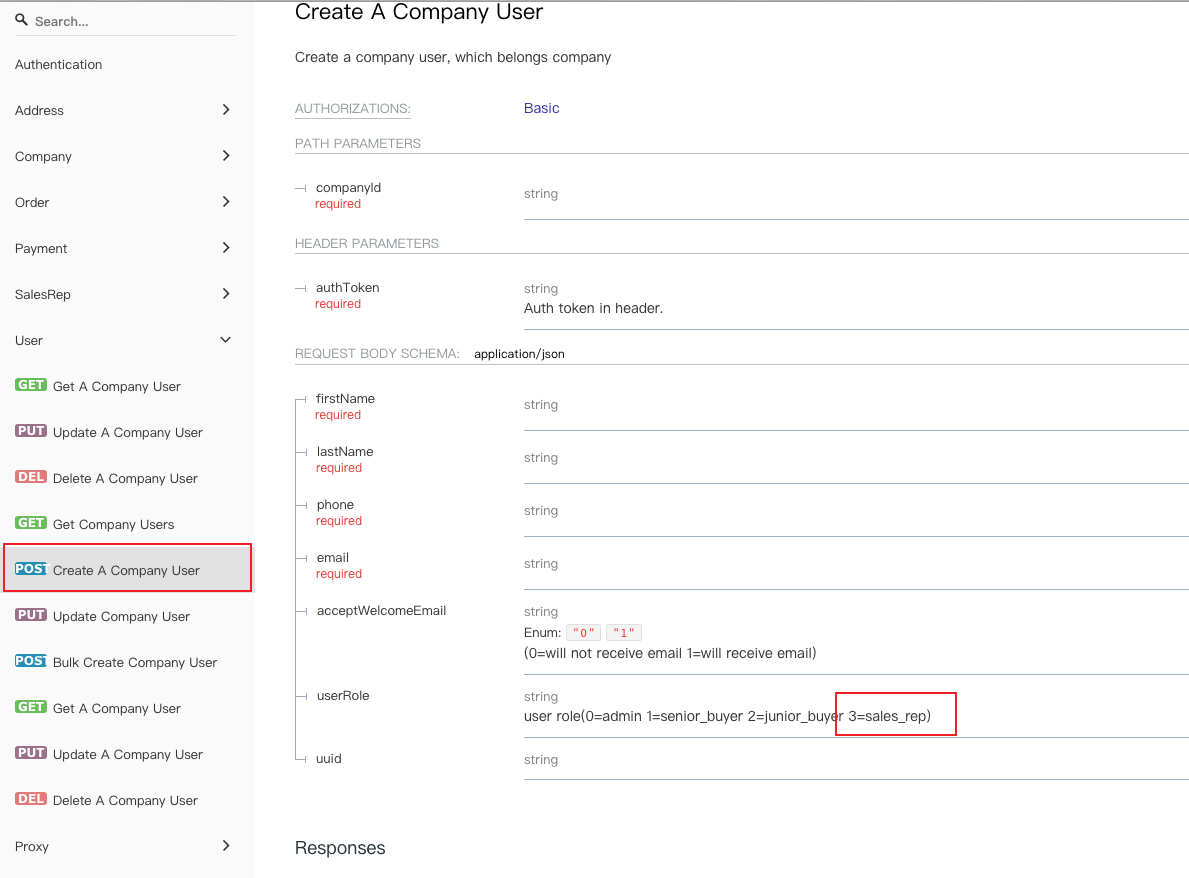 Search...
Authentication
Address
Company
Order
Payment
SalesRep
User
GET Get A Company User
PUT Update A Company User
DEL Delete A Company User
GET Get Company Users
POST Create A Company User
PUT Update Company User
POST Bulk Create Company User
GET Get A Company User
PUT Update A Company User
DEL Delete A Company User
Proxy
Create A Company User
Create a company user, which belongs company
AUTHORIZATIONS: Basic
PATH PARAMETERS
companyId string
required
HEADER PARAMETERS
authToken string
required Auth token in header.
REQUEST BODY SCHEMA: application/json
firstName string
required
lastName string
required
phone string
required
email string
required
acceptWelcomeEmail string
Enum: "0" "1"
(0=will not receive email 1=will receive email)
userRole string
user role(0=admin 1=senior_buyer 2=junior_buyer 3=sales_rep)
uuid string
Responses